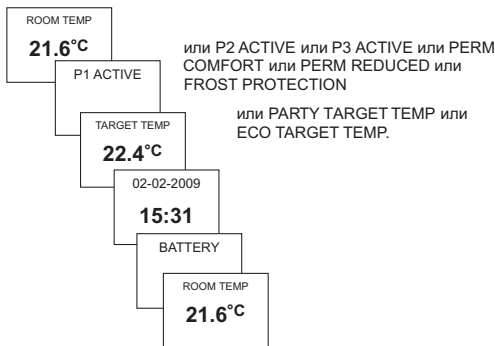 ROOM TEMP
21.6°C
P1 ACTIVE
или P2 ACTIVE или P3 ACTIVE или PERM
COMFORT или PERM REDUCED или
FROST PROTECTION
TARGET TEMP
22.4°C
или PARTY TARGET TEMP или
ECO TARGET TEMP.
02-02-2009
15:31
BATTERY
ROOM TEMP
21.6°C